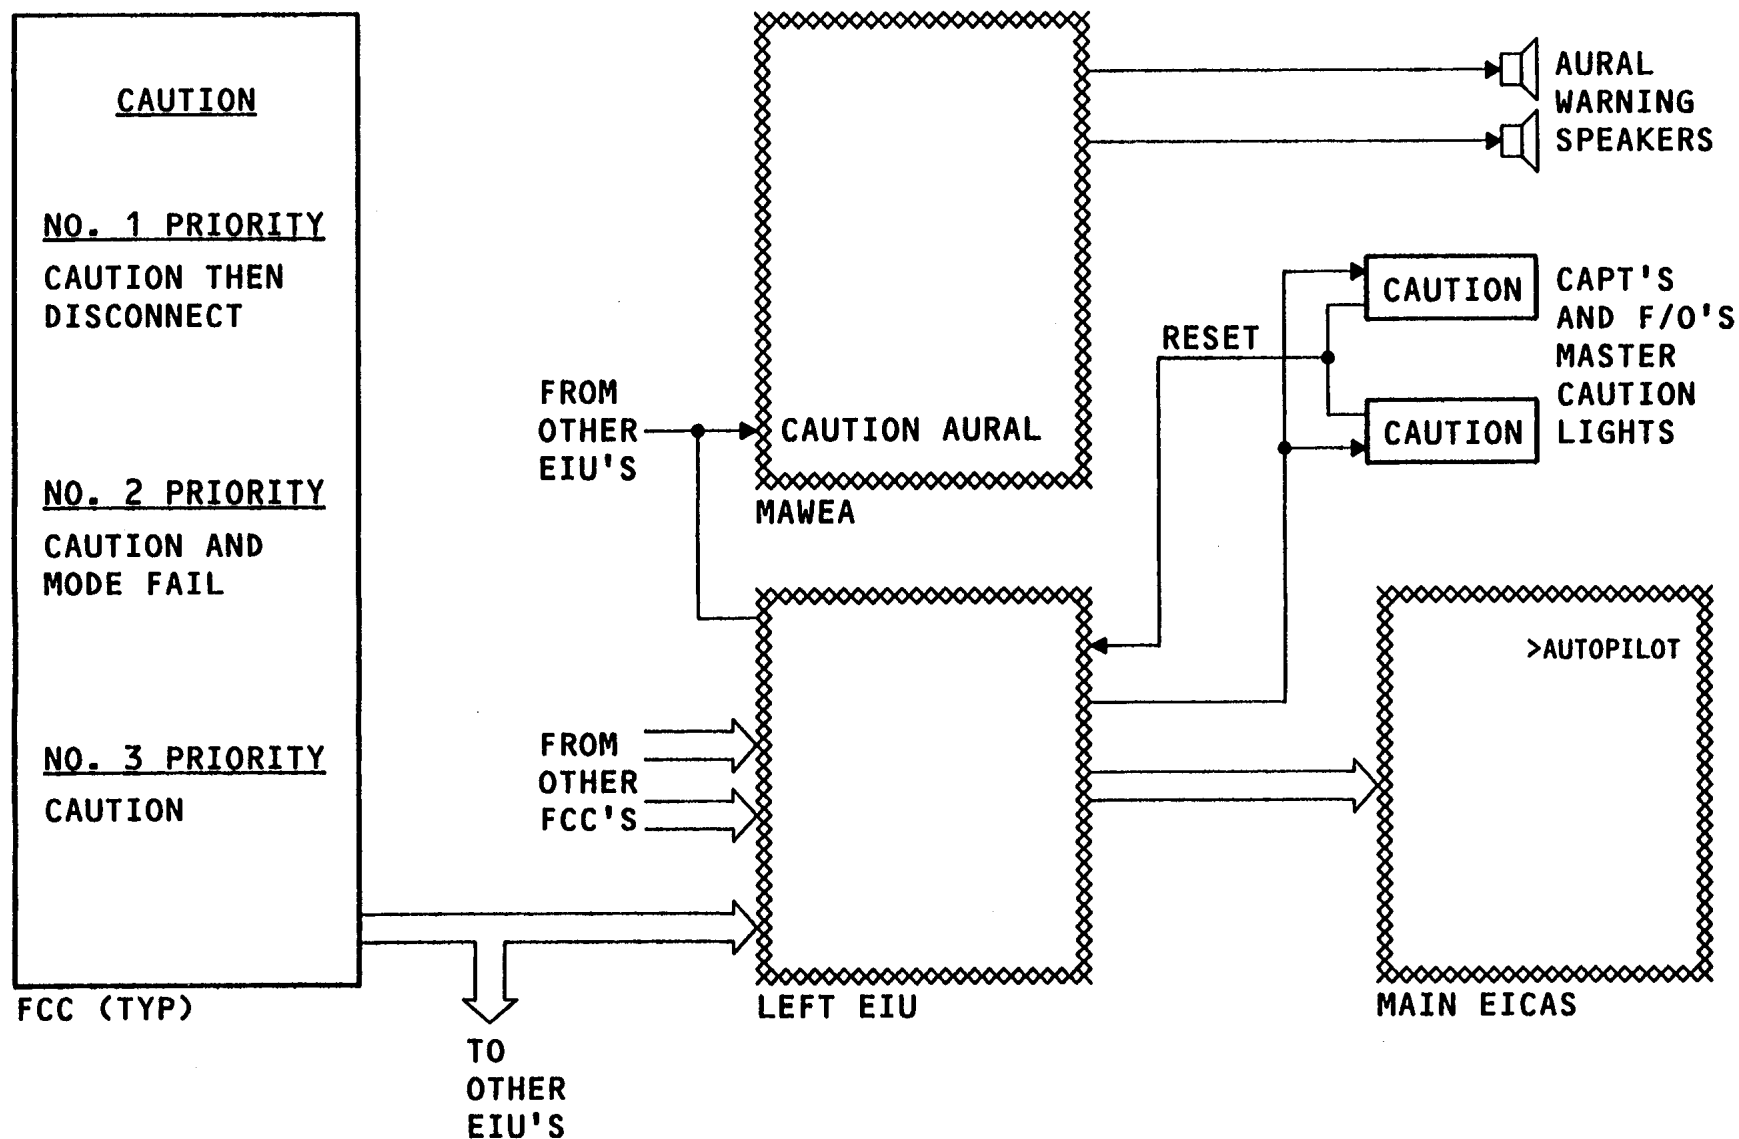 CAUTION
NO. 1 PRIORITY
CAUTION THEN
DISCONNECT
NO. 2 PRIORITY
CAUTION AND
MODE FAIL
NO. 3 PRIORITY
CAUTION
FCC (TYP)
TO
OTHER
EIU'S
FROM
OTHER
EIU'S
CAUTION AURAL
MAWEA
FROM
OTHER
FCC'S
LEFT EIU
AURAL
WARNING
SPEAKERS
RESET
CAUTION
CAUTION
CAPT'S
AND F/O'S
MASTER
CAUTION
LIGHTS
>AUTOPILOT
MAIN EICAS